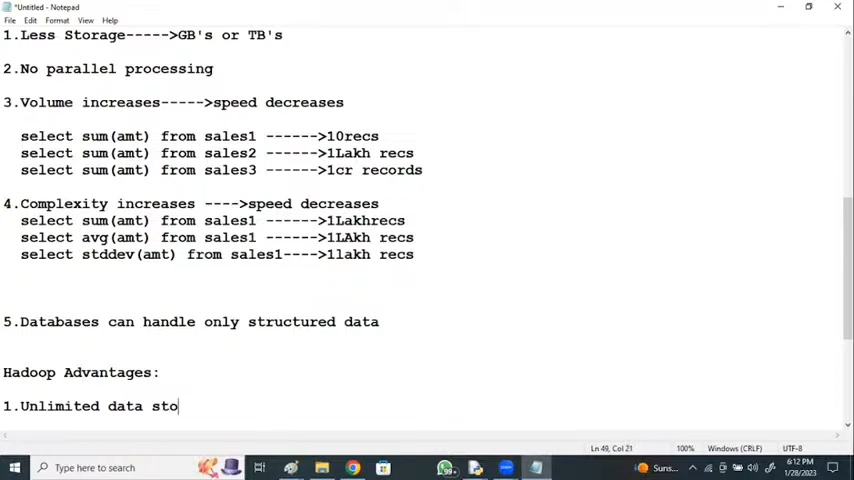 *Untitled - Notepad
File Edit Format View Help
1.Less Storage----->GB's or TB's
2.No parallel processing
3.Volume increases----->speed decreases
select sum(amt) from sales1 ------>10recs
select sum(amt) from sales2 ------>1Lakh recs
select sum(amt) from sales3 ------>1cr records
4.Complexity increases ---->speed decreases
select sum(amt) from sales1 ------>1Lakhrecs
select avg(amt) from sales1 ------>1LAkh recs
select stddev(amt) from sales1---->1lakh recs
5.Databases can handle only structured data
Hadoop Advantages:
1.Unlimited data sto
Ln 49, Col 21 100% Windows (CRLF) UTF-8
Type here to search 99+ Suns... 6:12 PM
1/28/2023